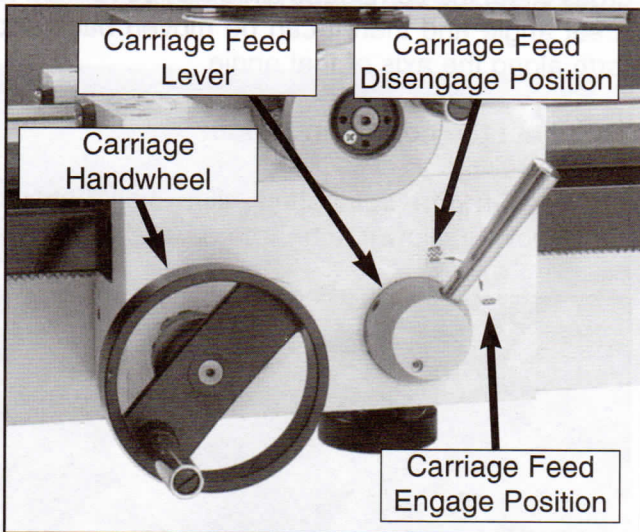 Carriage Feed
Lever
Carriage Feed
Disengage Position
Carriage
Handwheel
Carriage Feed
Engage Position